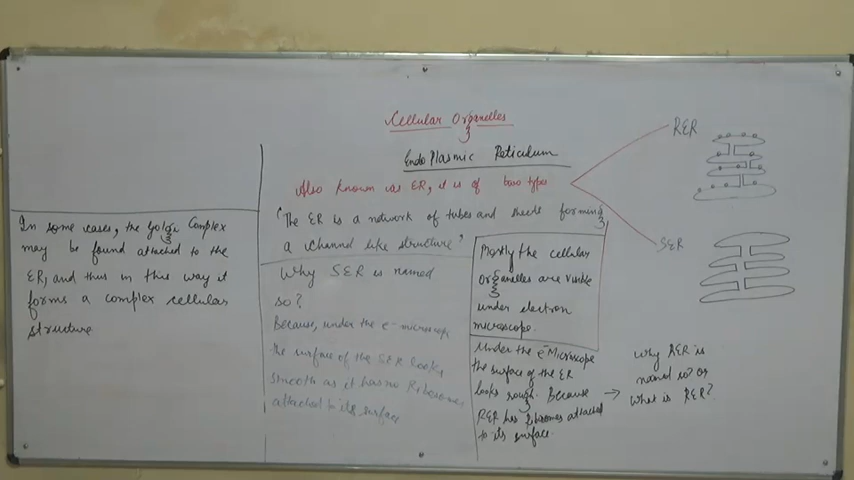 Cellular Organelles
EndoPlasmic Reticulum
Also known as ER, it is of two types
RER
SER
"The ER is a network of tubes and sheets forming
a channel like structure"
In some cases, the Golgi Complex
may be found attached to the
ER, and thus in this way it
forms a complex cellular
structure
Why SER is named
so?
Because, under the e- microscope
the surface of the SER looks
smooth as it has no Ribosomes
attached to its surface
Mostly the cellular
organelles are visible
under electron
microscope.
Under the e- Microscope
the surface of the ER
looks rough. Because
RER has Ribosomes attached
to its surface.
Why RER is
named so? or
What is RER?